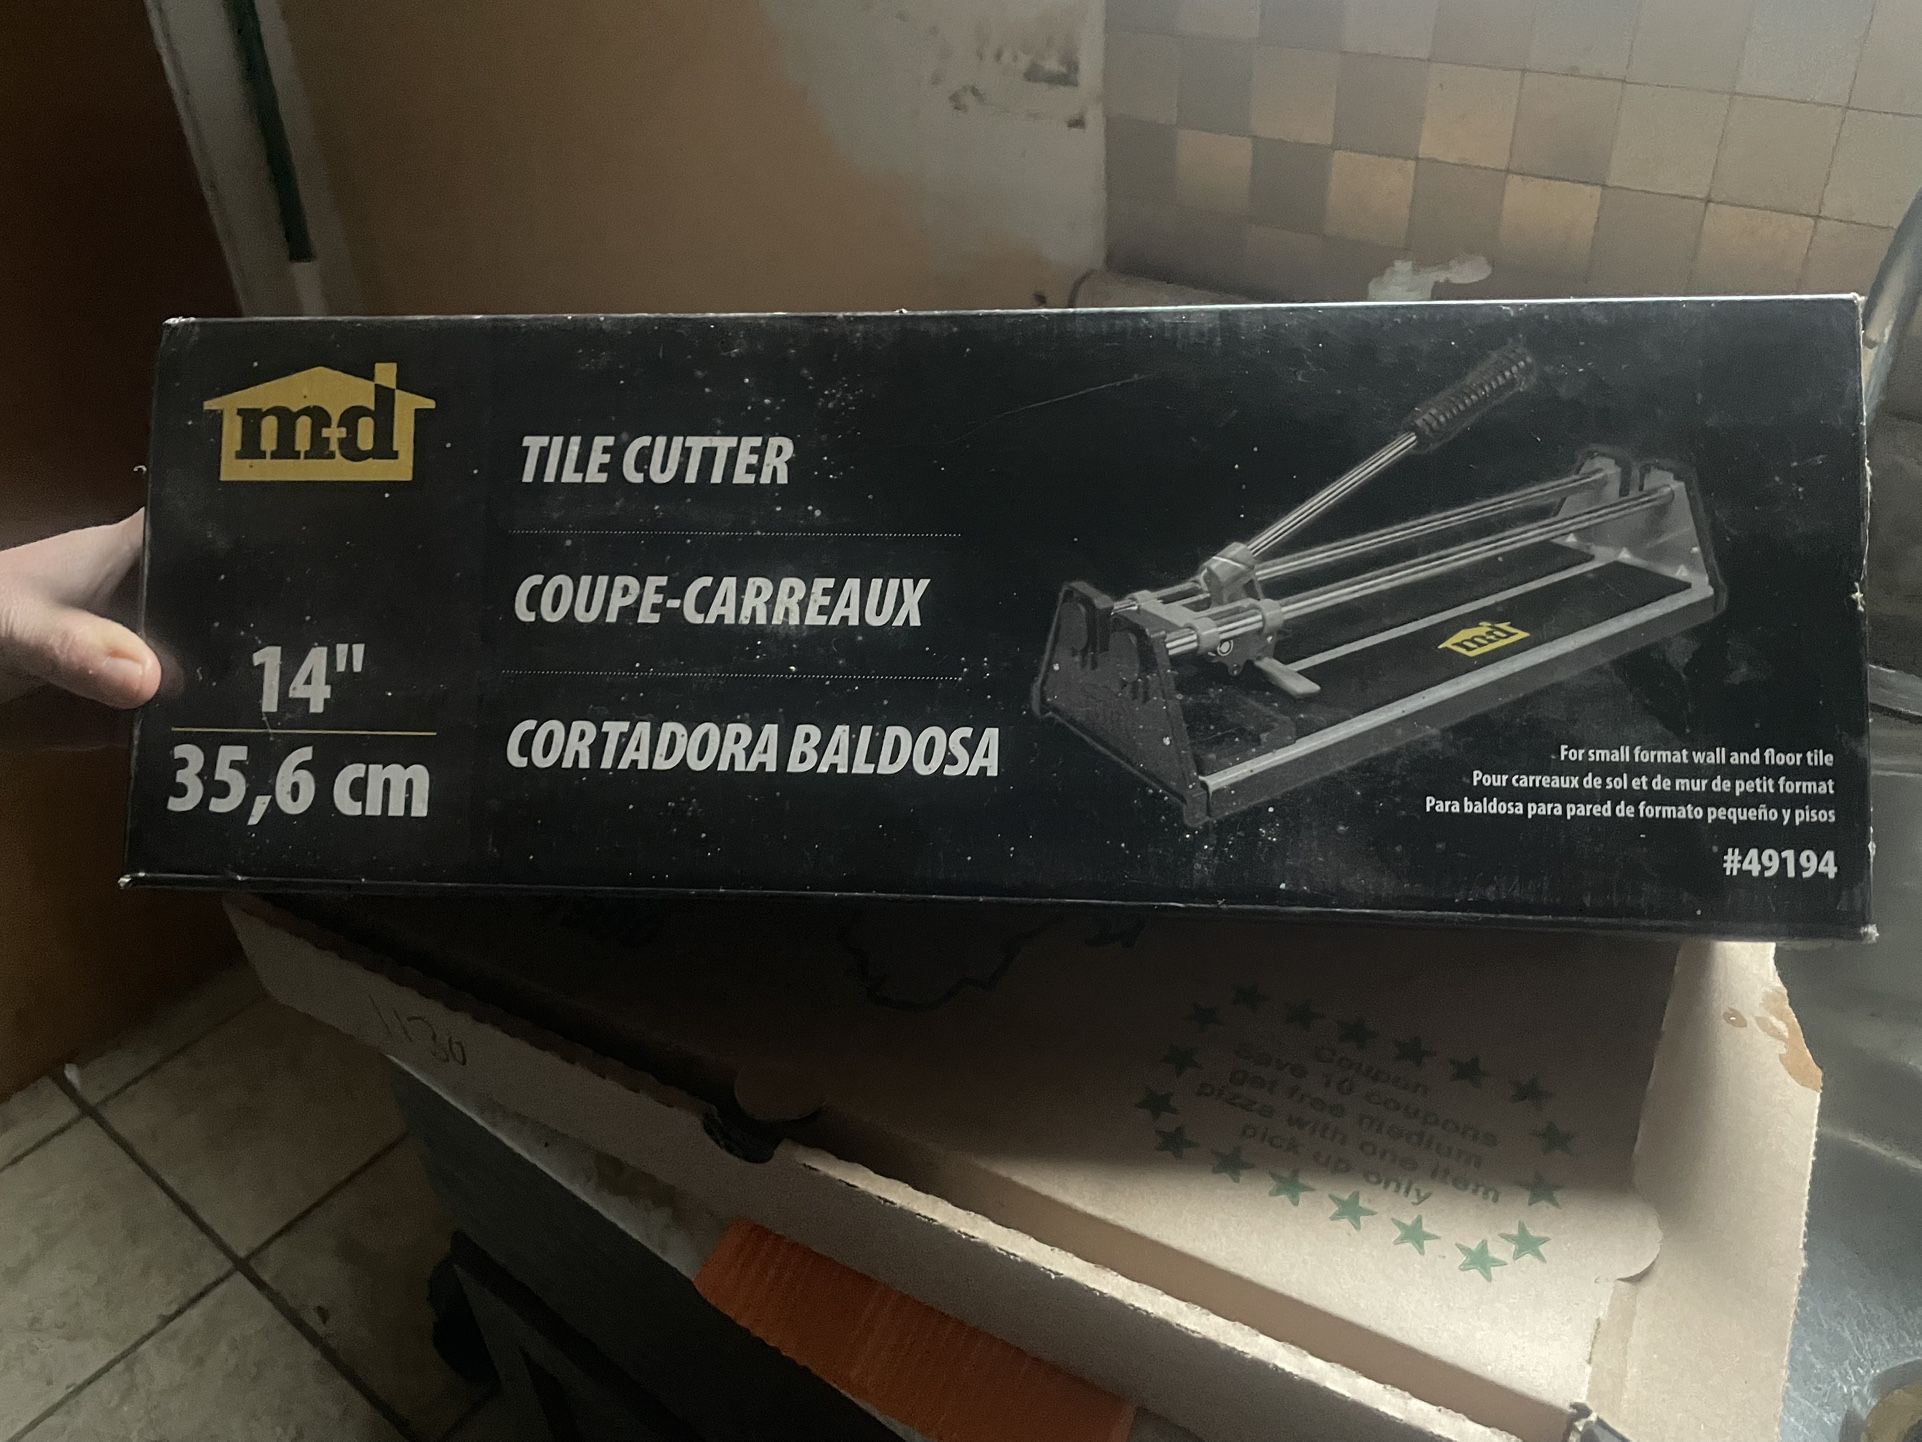 m+d
TILE CUTTER
COUPE-CARREAUX
CORTADORA BALDOSA
14"
35,6 cm
m+d
For small format wall and floor tile
Pour carreaux de sol et de mur de petit format
Para baldosa para pared de formato pequeño y pisos
#49194
1130
Coupon
Save 10 coupons
get free medium
pizza with one item
pick up only